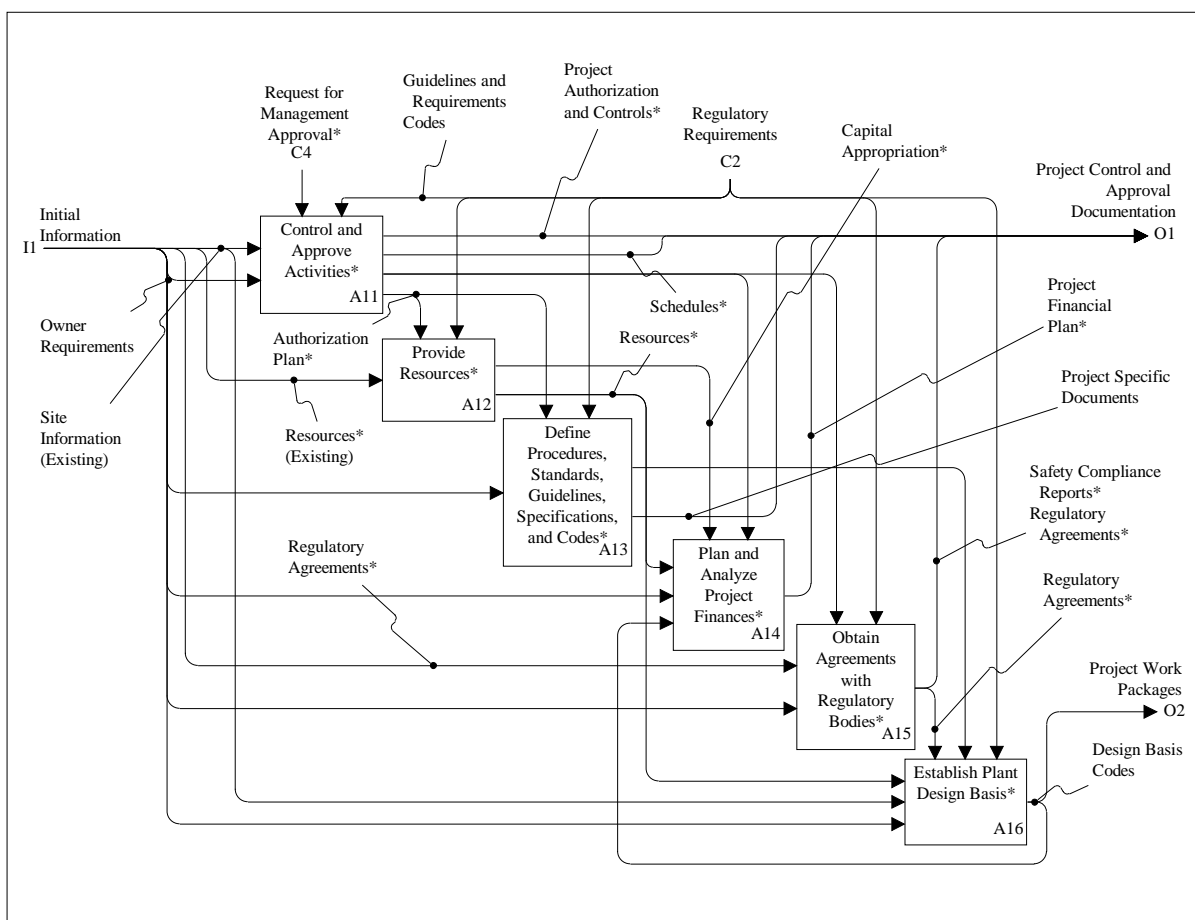 Request for
Management
Approval*
C4
Guidelines and
Requirements
Codes
Project
Authorization
and Controls*
Regulatory
Requirements
C2
Capital
Appropriation*
Project Control and
Approval
Documentation
O1
Initial
Information
I1
Control and
Approve
Activities*
A11
Owner
Requirements
Authorization
Plan*
Schedules*
Project
Financial
Plan*
Provide
Resources*
A12
Resources*
Project Specific
Documents
Site
Information
(Existing)
Resources*
(Existing)
Define
Procedures,
Standards,
Guidelines,
Specifications,
and Codes*
A13
Safety Compliance
Reports*
Regulatory
Agreements*
Regulatory
Agreements*
Plan and
Analyze
Project
Finances*
A14
Regulatory
Agreements*
Obtain
Agreements
with
Regulatory
Bodies*
A15
Project Work
Packages
O2
Establish Plant
Design Basis*
A16
Design Basis
Codes